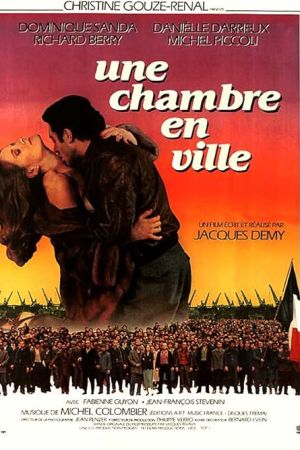 CHRISTINE GOUZE-RENAL
DOMINIQUE SANDA DANIELLE DARRIEUX
RICHARD BERRY MICHEL PICCOLI
une
chambre
en
ville
UN FILM ÉCRIT ET RÉALISÉ PAR
JACQUES DEMY
AVEC FABIENNE GUYON · JEAN-FRANÇOIS STEVENIN
MUSIQUE DE MICHEL COLOMBIER